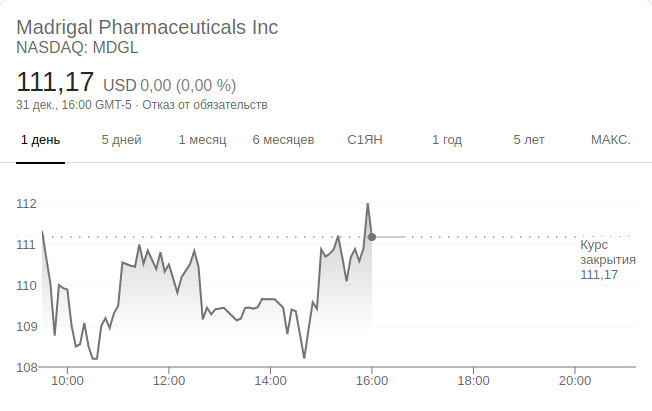 Madrigal Pharmaceuticals Inc
NASDAQ: MDGL
111,17 USD 0,00 (0,00 %)
31 дек., 16:00 GMT-5 · Отказ от обязательств
1 день 5 дней 1 месяц 6 месяцев С1ЯН 1 год 5 лет МАКС.
112
111
110
109
108
Курс
закрытия
111,17
10:00 12:00 14:00 16:00 18:00 20:00